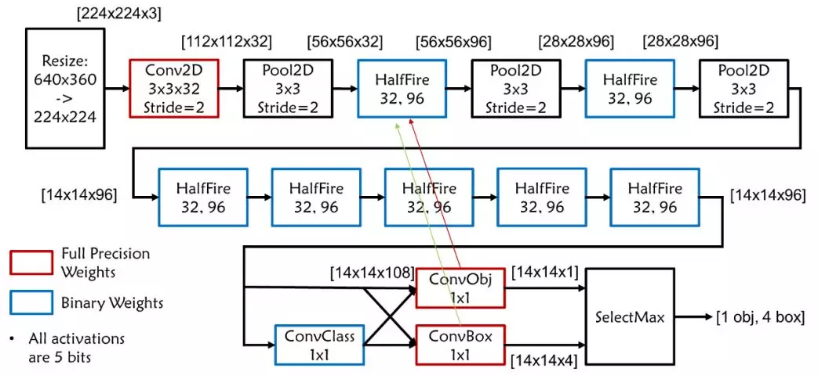 [224x224x3]
[112x112x32]
[56x56x32]
[56x56x96]
[28x28x96]
[28x28x96]
Resize:
640x360
->
224x224
Conv2D
3x3x32
Stride=2
Pool2D
3x3
Stride=2
HalfFire
32, 96
Pool2D
3x3
Stride=2
HalfFire
32, 96
Pool2D
3x3
Stride=2
[14x14x96]
HalfFire
32, 96
HalfFire
32, 96
HalfFire
32, 96
HalfFire
32, 96
HalfFire
32, 96
[14x14x96]
Full Precision
Weights
Binary Weights
• All activations
are 5 bits
[14x14x108]
ConvObj
1x1
[14x14x1]
ConvClass
1x1
ConvBox
1x1
[14x14x4]
SelectMax
[1 obj, 4 box]